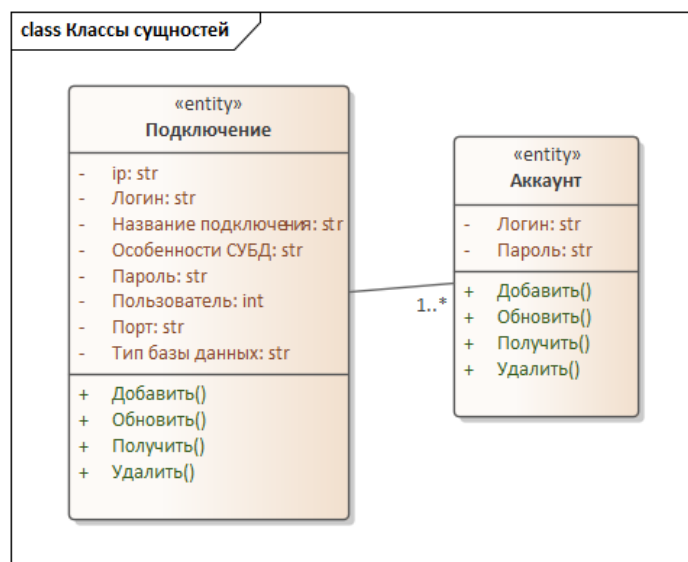 class Классы сущностей
«entity»
Подключение
- ip: str
- Логин: str
- Название подключения: str
- Особенности СУБД: str
- Пароль: str
- Пользователь: int
- Порт: str
- Тип базы данных: str
+ Добавить()
+ Обновить()
+ Получить()
+ Удалить()
1..*
«entity»
Аккаунт
- Логин: str
- Пароль: str
+ Добавить()
+ Обновить()
+ Получить()
+ Удалить()